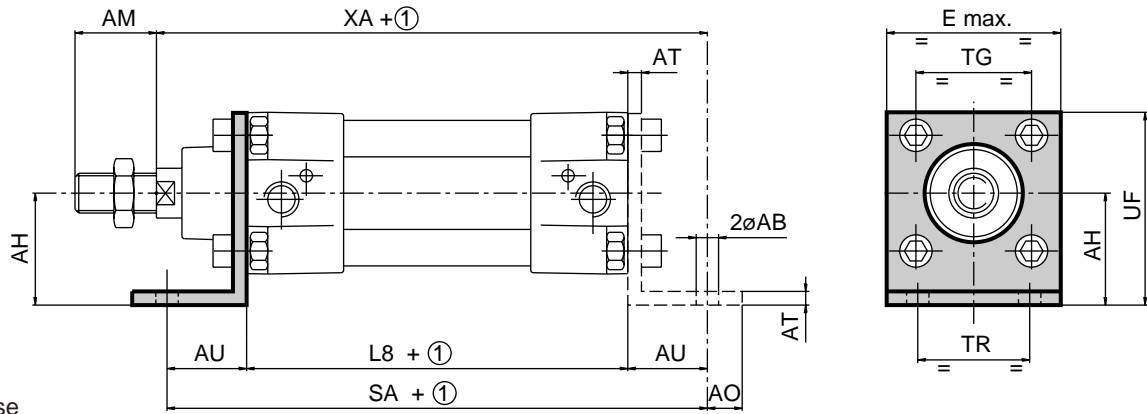 AM
XA +①
E max.
AT
TG
=
=
=
=
2øAB
AH
AH
UF
AT
AU
L8 + ①
AU
TR
=
=
SA + ①
AO
se